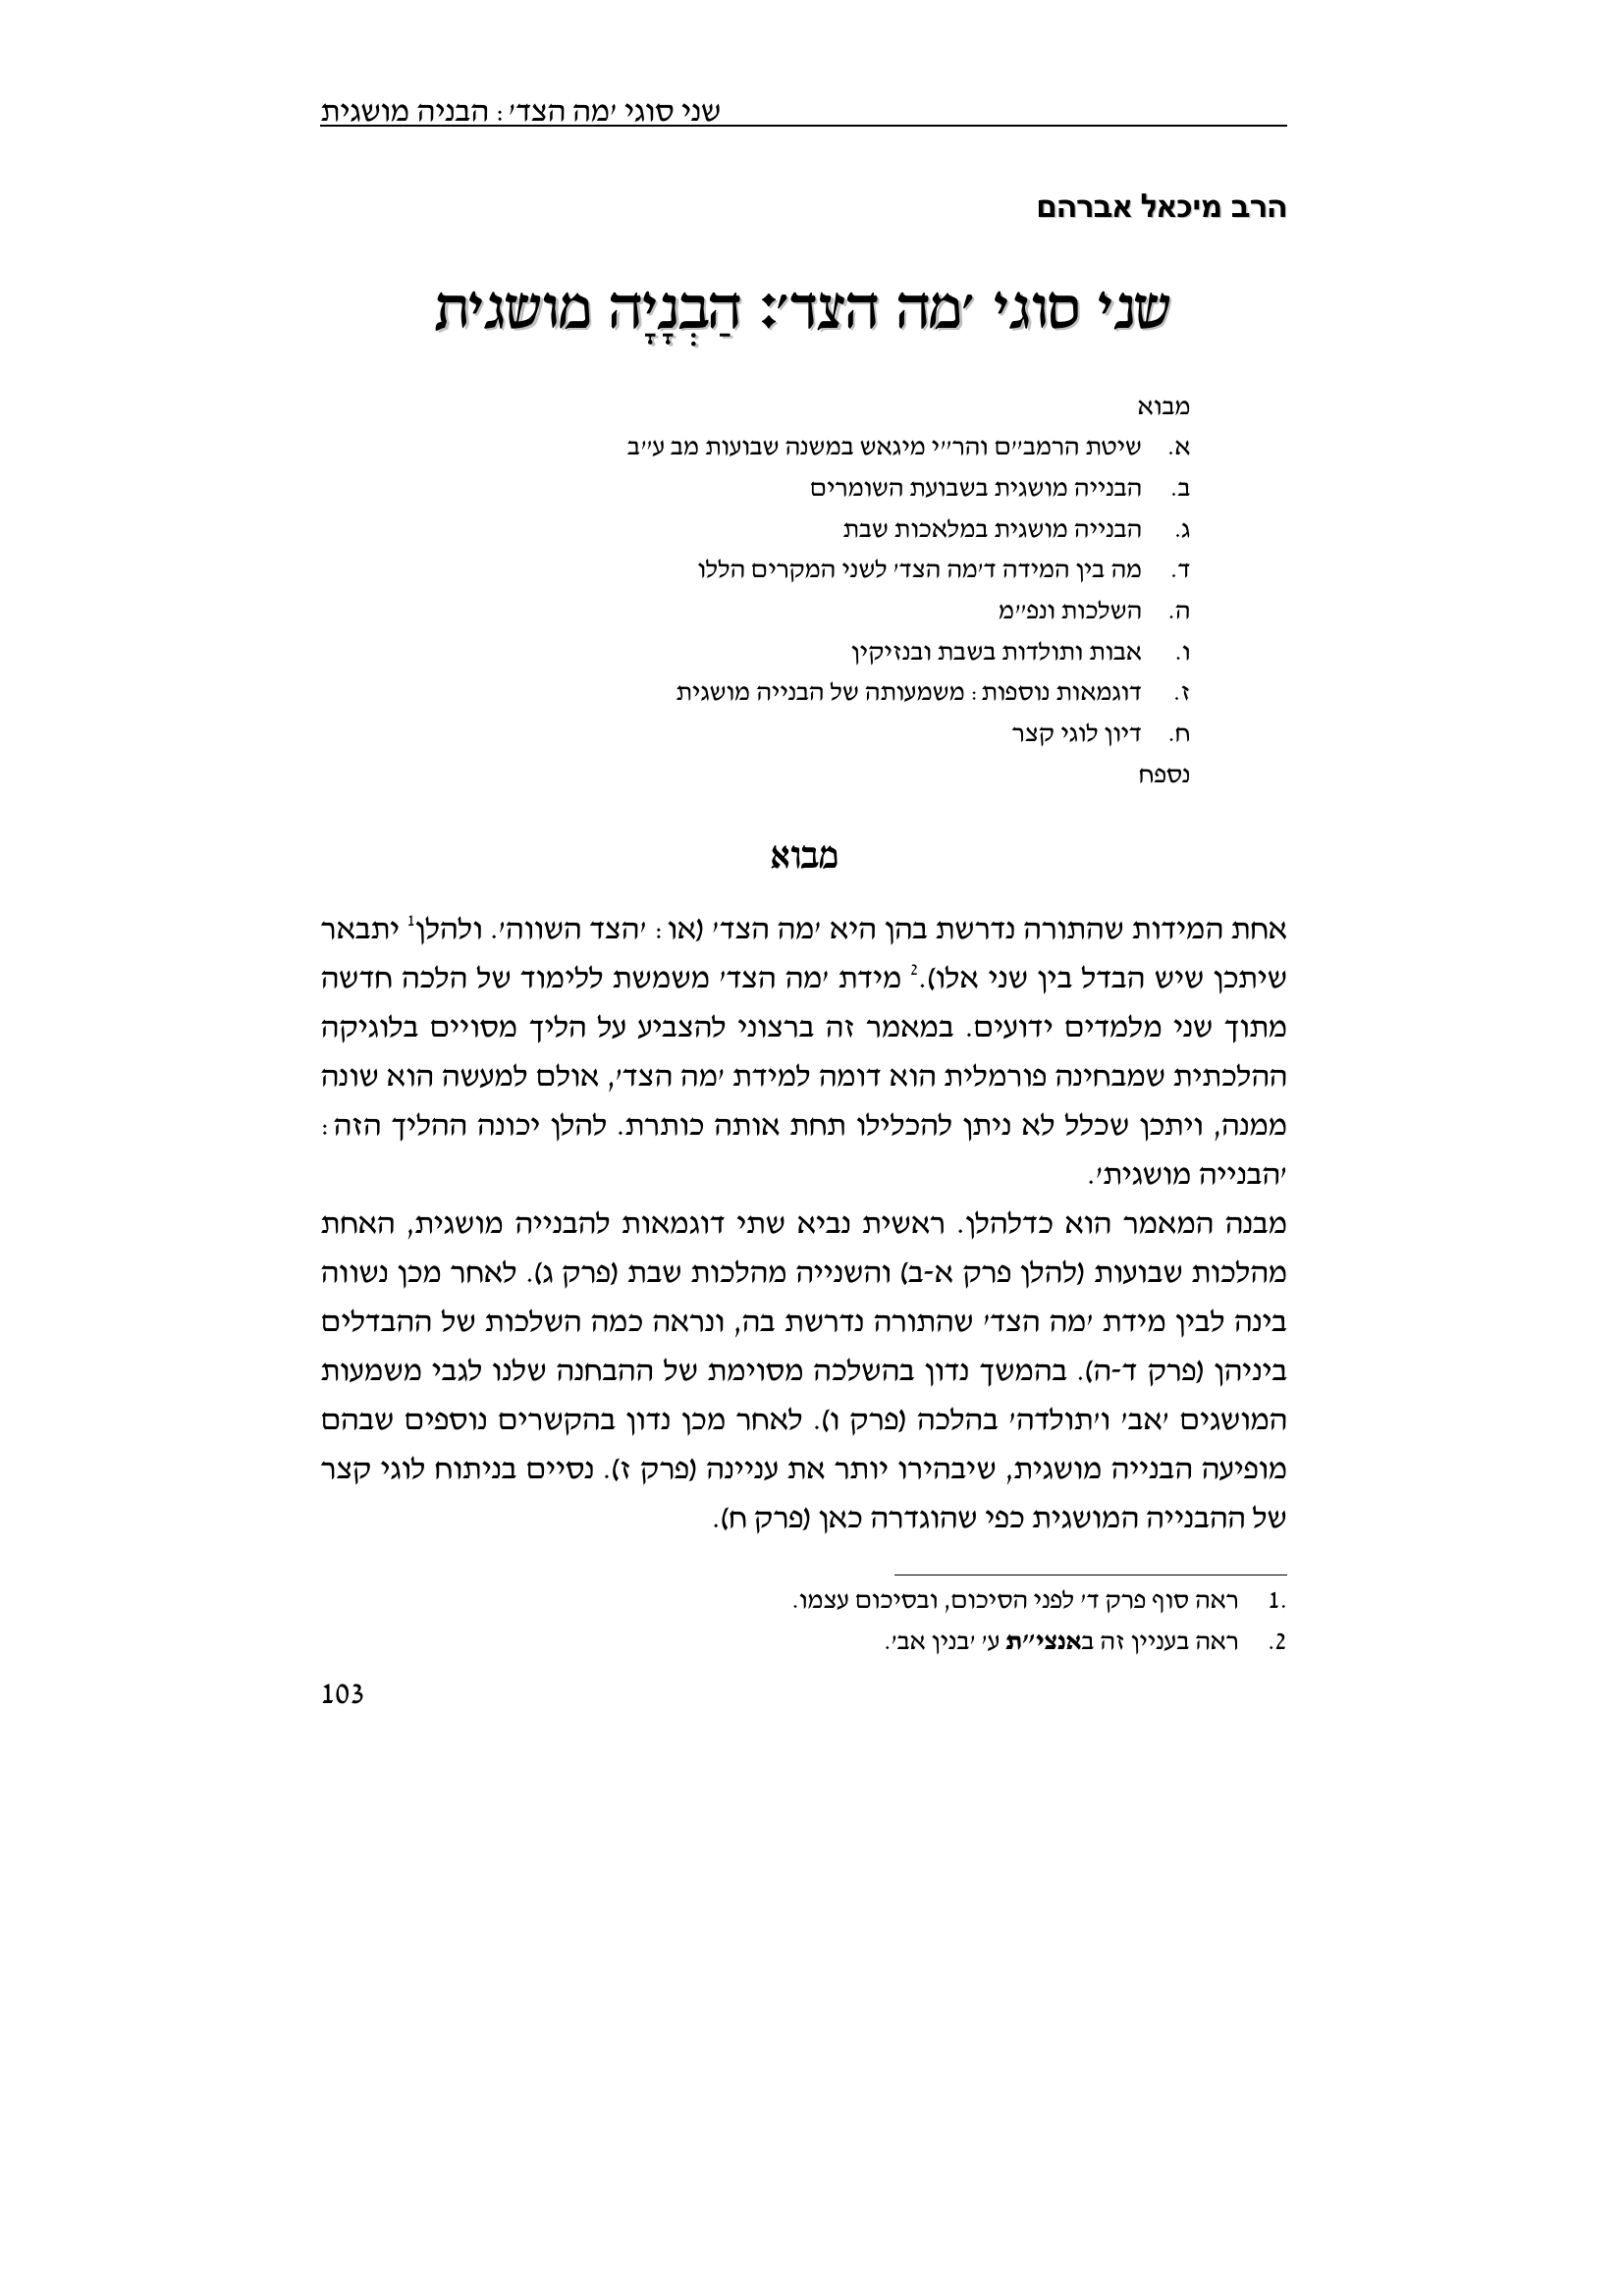 שני סוגי 'מה הצד': הבניה מושגית
הרב מיכאל אברהם
שני סוגי 'מה הצד': הַבְנָיָה מושגית
מבוא
א. שיטת הרמב"ם והר"י מיגאש במשנה שבועות מב ע"ב
ב. הבנייה מושגית בשבועת השומרים
ג. הבנייה מושגית במלאכות שבת
ד. מה בין המידה ד'מה הצד' לשני המקרים הללו
ה. השלכות ונפ"מ
ו. אבות ותולדות בשבת ובנזיקין
ז. דוגמאות נוספות: משמעותה של הבנייה מושגית
ח. דיון לוגי קצר
נספח
מבוא
אחת המידות שהתורה נדרשת בהן היא 'מה הצד' (או: 'הצד השווה'. ולהלן1 יתבאר
שיתכן שיש הבדל בין שני אלו).2 מידת 'מה הצד' משמשת ללימוד של הלכה חדשה
מתוך שני מלמדים ידועים. במאמר זה ברצוני להצביע על הליך מסויים בלוגיקה
ההלכתית שמבחינה פורמלית הוא דומה למידת 'מה הצד', אולם למעשה הוא שונה
ממנה, ויתכן שכלל לא ניתן להכלילו תחת אותה כותרת. להלן יכונה ההליך הזה:
'הבנייה מושגית'.
מבנה המאמר הוא כדלהלן. ראשית נביא שתי דוגמאות להבנייה מושגית, האחת
מהלכות שבועות (להלן פרק א-ב) והשנייה מהלכות שבת (פרק ג). לאחר מכן נשווה
בינה לבין מידת 'מה הצד' שהתורה נדרשת בה, ונראה כמה השלכות של ההבדלים
ביניהן (פרק ד-ה). בהמשך נדון בהשלכה מסוימת של ההבחנה שלנו לגבי משמעות
המושגים 'אב' ו'תולדה' בהלכה (פרק ו). לאחר מכן נדון בהקשרים נוספים שבהם
מופיעה הבנייה מושגית, שיבהירו יותר את עניינה (פרק ז). נסיים בניתוח לוגי קצר
של ההבנייה המושגית כפי שהוגדרה כאן (פרק ח).
1. ראה סוף פרק ד' לפני הסיכום, ובסיכום עצמו.
2. ראה בעניין זה באנצי"ת ע' 'בנין אב'.
103